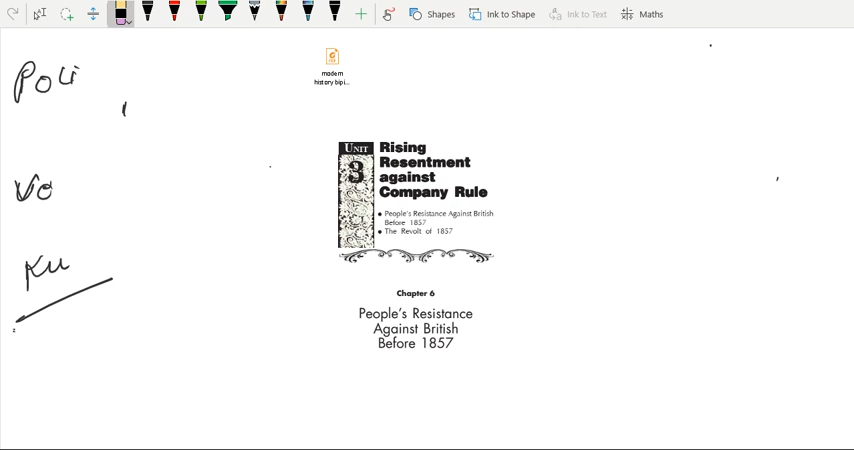 Shapes
Ink to Shape
Ink to Text
Maths
modern
history bipi...
UNIT
3
Rising
Resentment
against
Company Rule
• People's Resistance Against British
Before 1857
• The Revolt of 1857
Chapter 6
People's Resistance
Against British
Before 1857
Poli
Vo
Ku